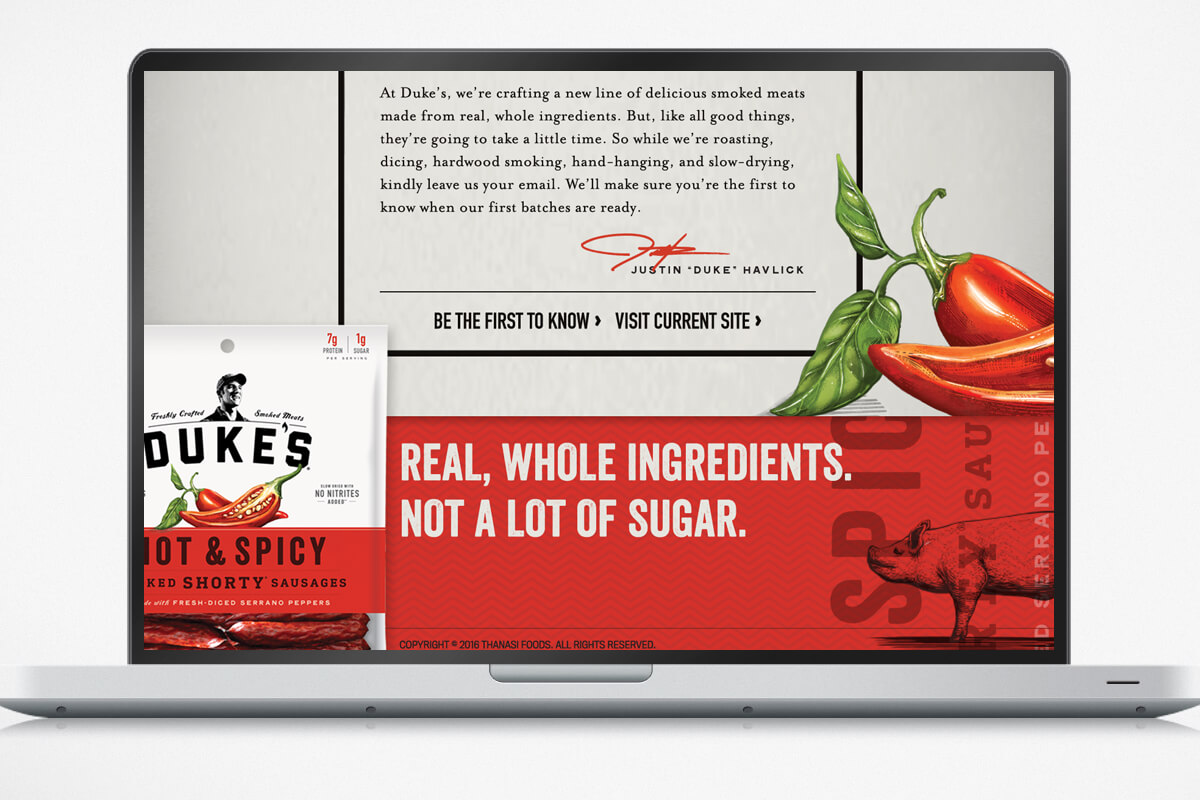 At Duke's, we're crafting a new line of delicious smoked meats
made from real, whole ingredients. But, like all good things,
they're going to take a little time. So while we're roasting,
dicing, hardwood smoking, hand-hanging, and slow-drying,
kindly leave us your email. We'll make sure you're the first to
know when our first batches are ready.
JUSTIN "DUKE" HAVLICK
BE THE FIRST TO KNOW › VISIT CURRENT SITE ›
7g 1g
PROTEIN SUGAR
PER SERVING
Freshly Crafted Smoked Meats
DUKE'S
SLOW DRIED WITH
NO NITRITES
ADDED
HOT & SPICY
KED SHORTY SAUSAGES
de with FRESH-DICED SERRANO PEPPERS
REAL, WHOLE INGREDIENTS.
NOT A LOT OF SUGAR.
SPIC
RTY® SAU
ED SERRANO PE
COPYRIGHT © 2016 THANASI FOODS. ALL RIGHTS RESERVED.